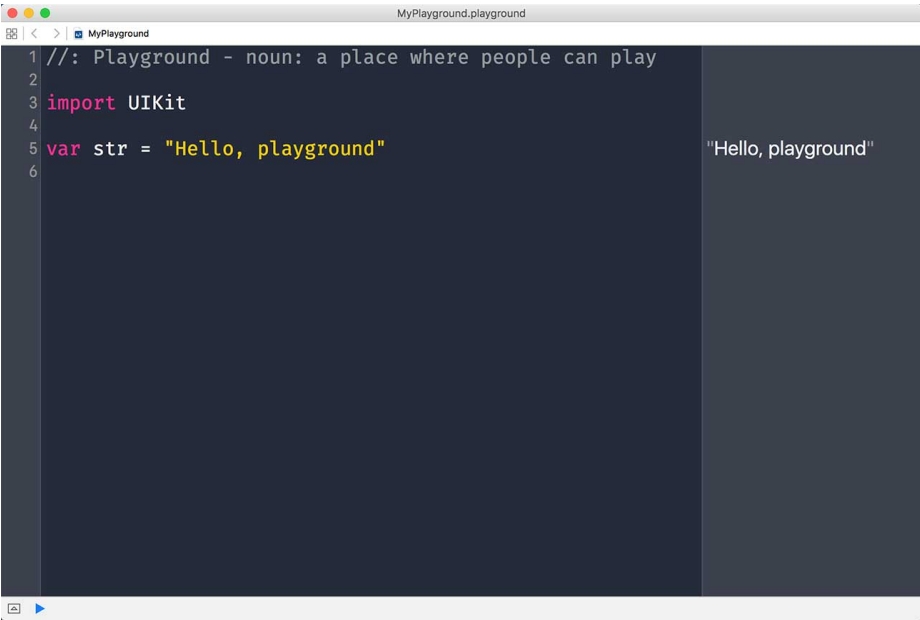 MyPlayground.playground
MyPlayground
1 //: Playground - noun: a place where people can play
2
3 import UIKit
4
5 var str = "Hello, playground"
"Hello, playground"
6